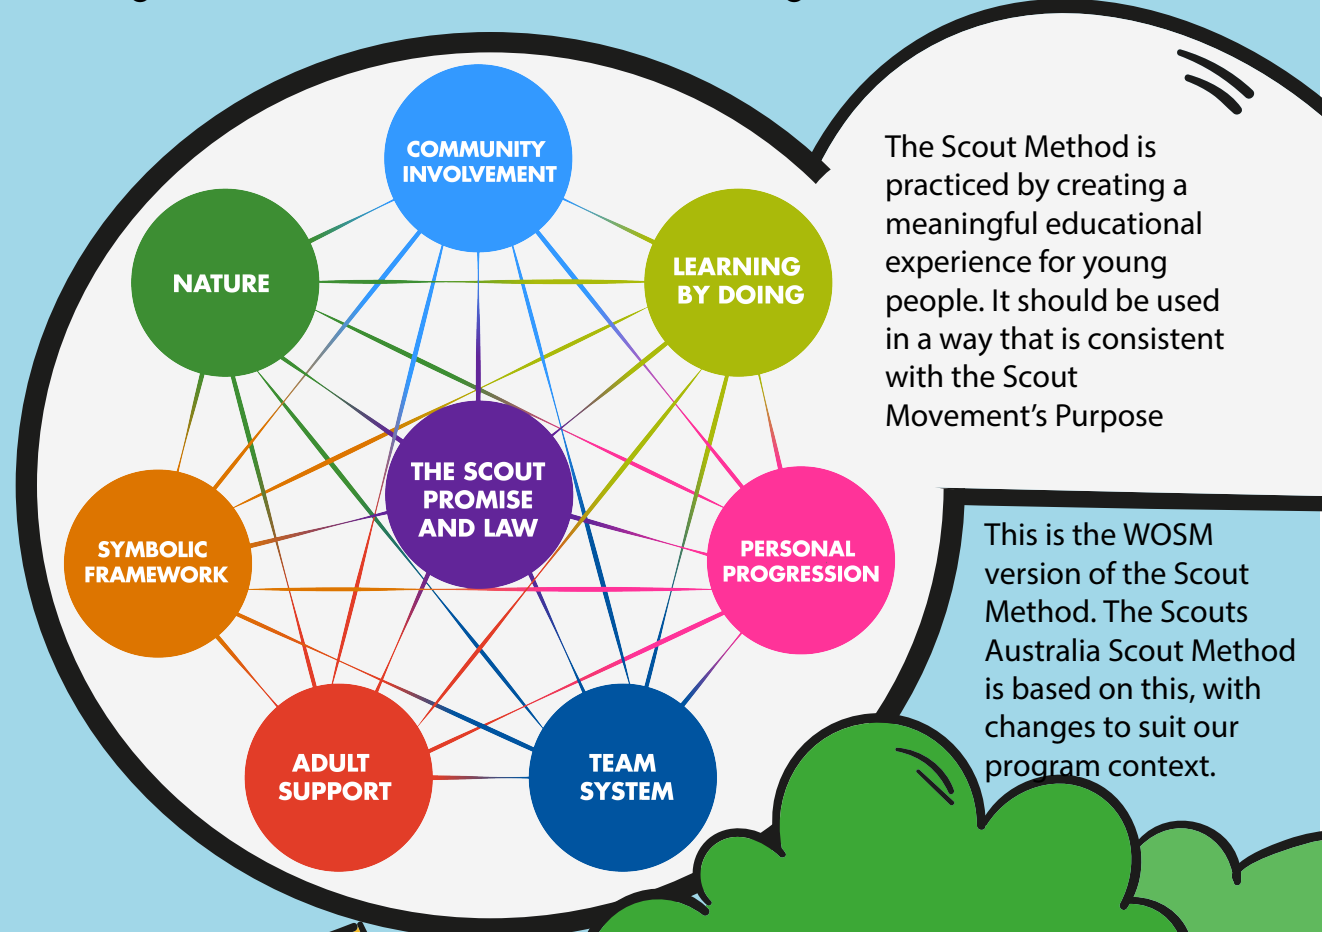 COMMUNITY
INVOLVEMENT
NATURE
LEARNING
BY DOING
THE SCOUT
PROMISE
AND LAW
SYMBOLIC
FRAMEWORK
PERSONAL
PROGRESSION
ADULT
SUPPORT
TEAM
SYSTEM
The Scout Method is
practiced by creating a
meaningful educational
experience for young
people. It should be used
in a way that is consistent
with the Scout
Movement’s Purpose
This is the WOSM
version of the Scout
Method. The Scouts
Australia Scout Method
is based on this, with
changes to suit our
program context.